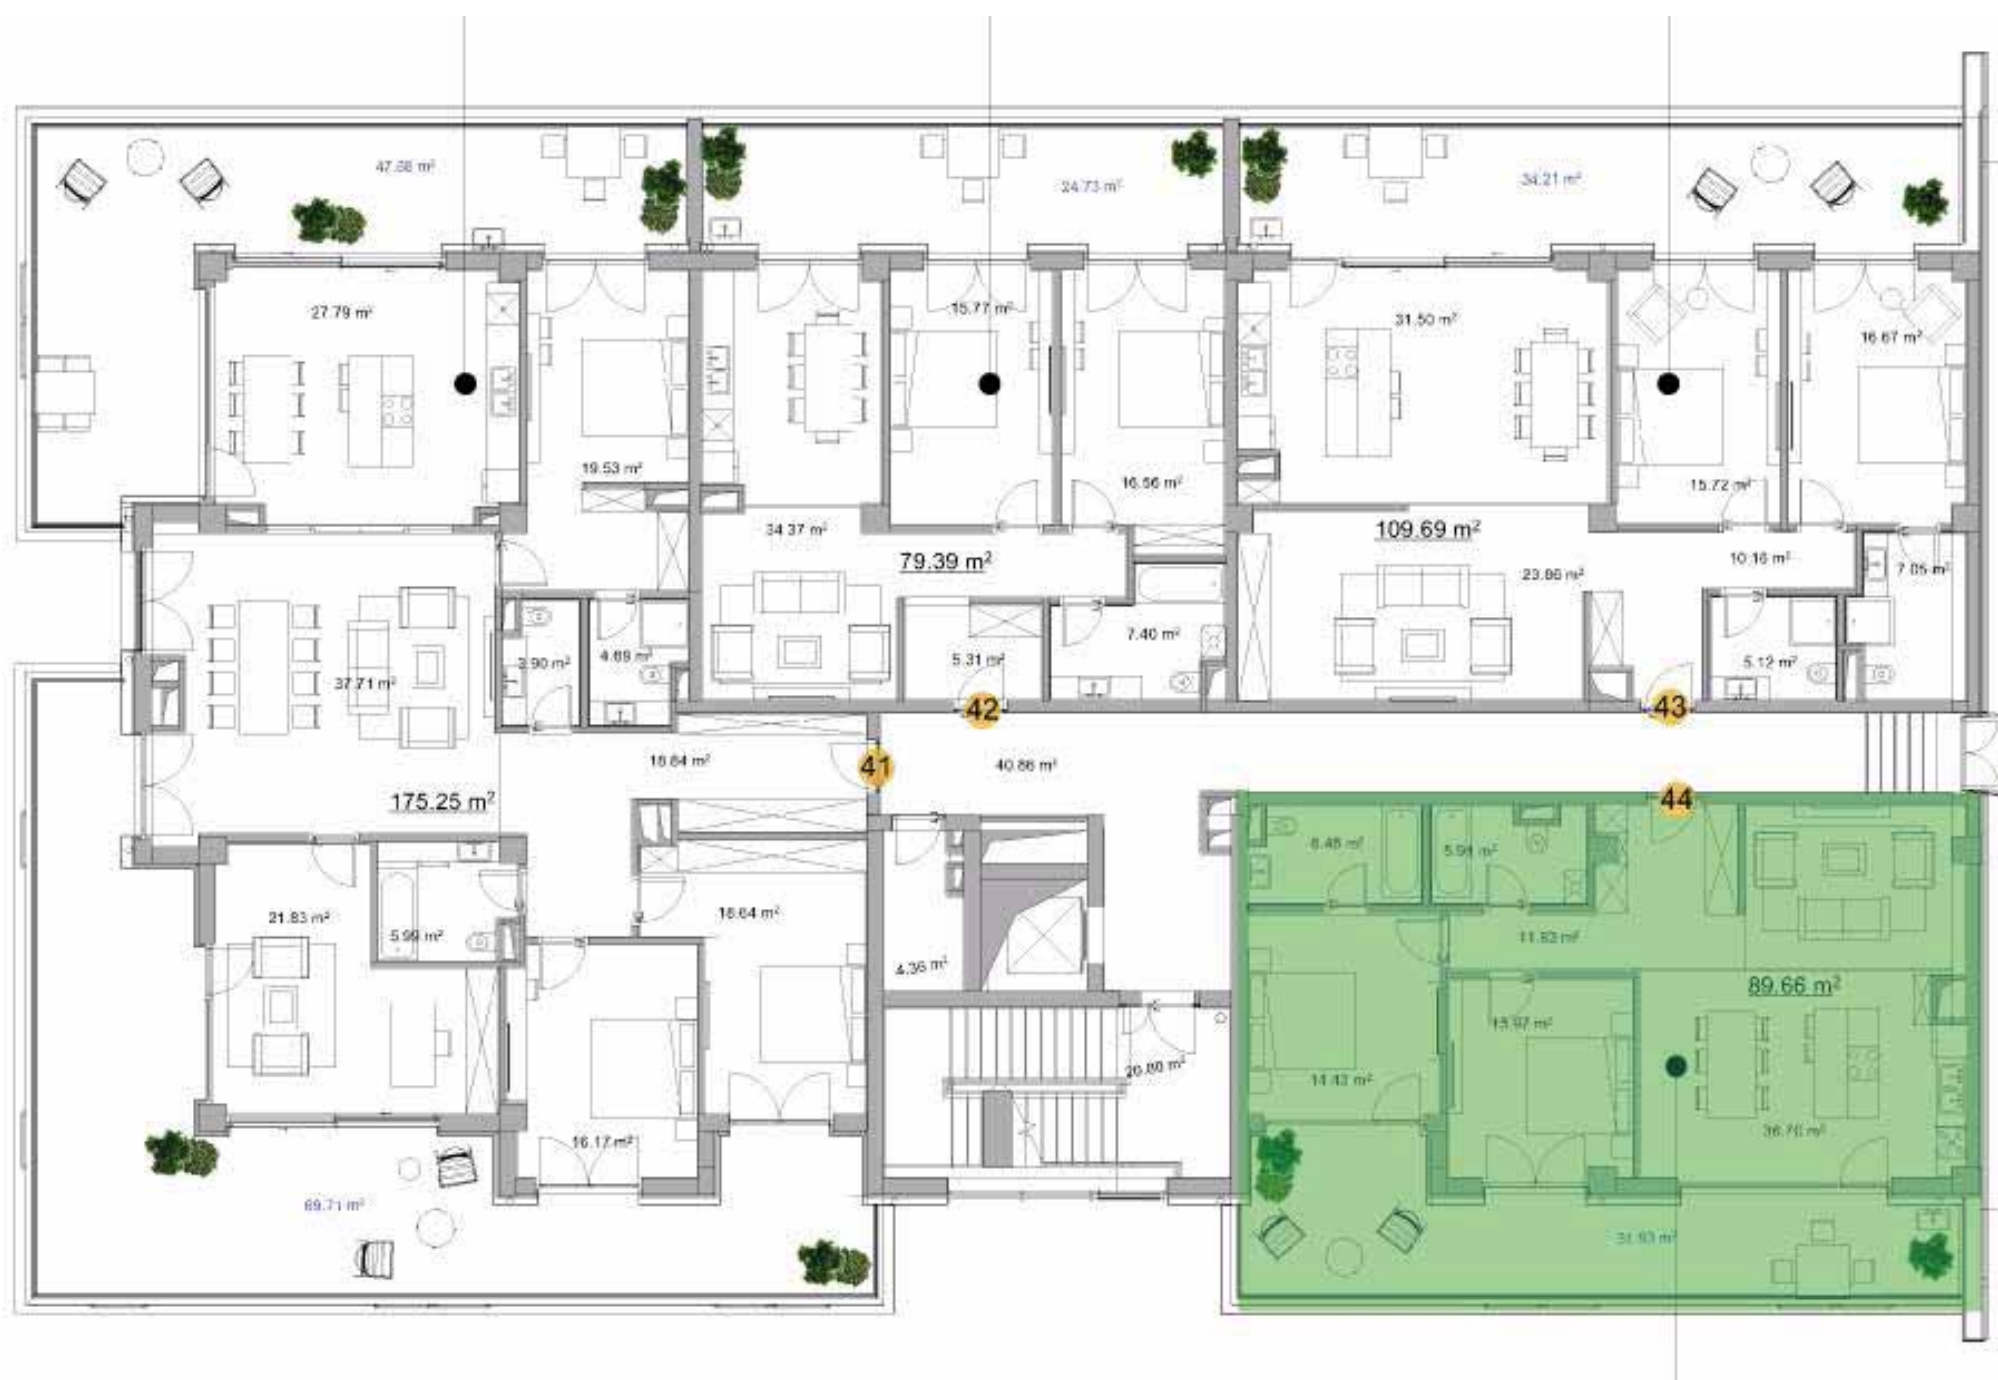 47.68 m²
24.73 m²
34.21 m²
27.79 m²
15.77 m²
31.50 m²
16.67 m²
19.53 m²
16.56 m²
15.72 m²
34.37 m²
79.39 m²
109.69 m²
23.86 m²
10.16 m²
7.05 m²
37.71 m²
3.90 m²
4.69 m²
5.31 m²
7.40 m²
5.12 m²
42
43
175.25 m²
18.84 m²
41
40.86 m²
44
6.48 m²
5.98 m²
21.83 m²
5.99 m²
18.64 m²
4.36 m²
11.83 m²
89.66 m²
13.97 m²
14.43 m²
20.80 m²
36.70 m²
16.17 m²
69.71 m²
31.93 m²